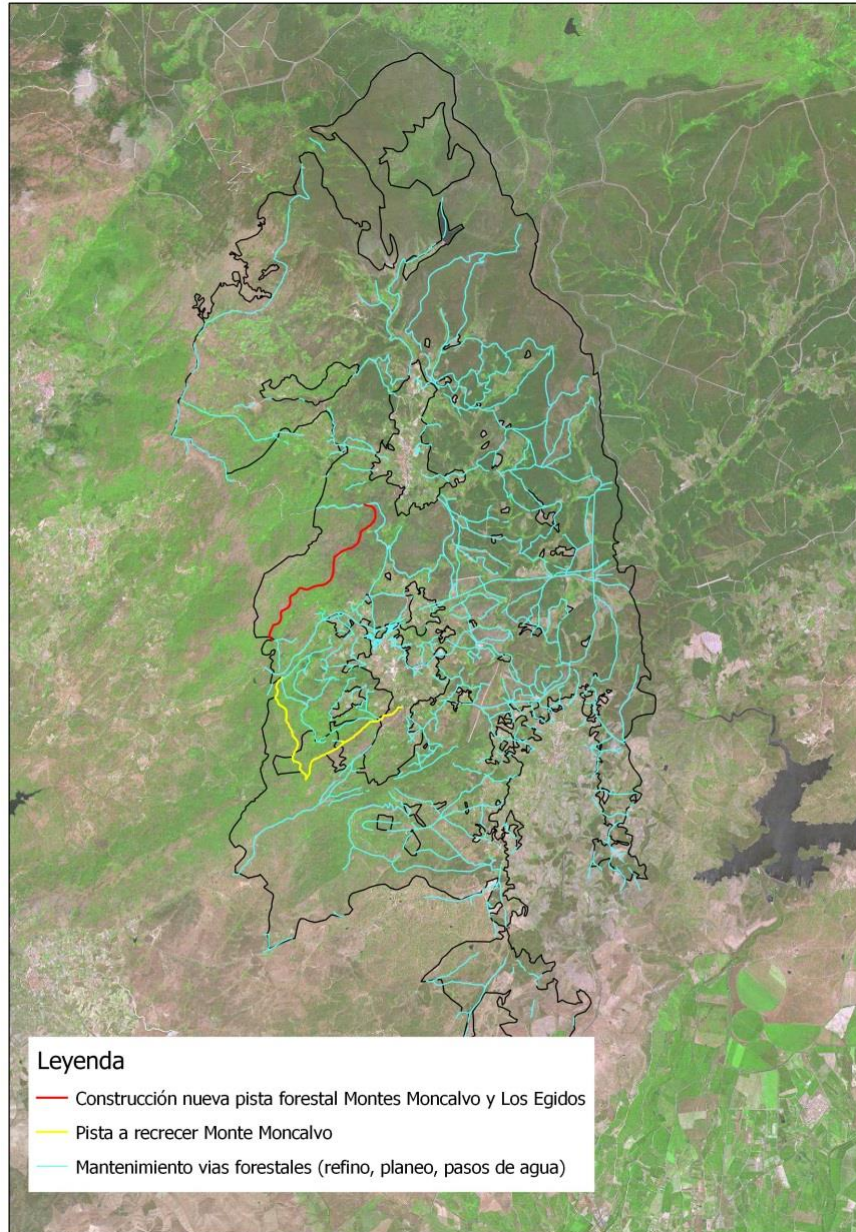 Leyenda
Construcción nueva pista forestal Montes Moncalvo y Los Egidos
Pista a recrecer Monte Moncalvo
Mantenimiento vias forestales (refino, planeo, pasos de agua)